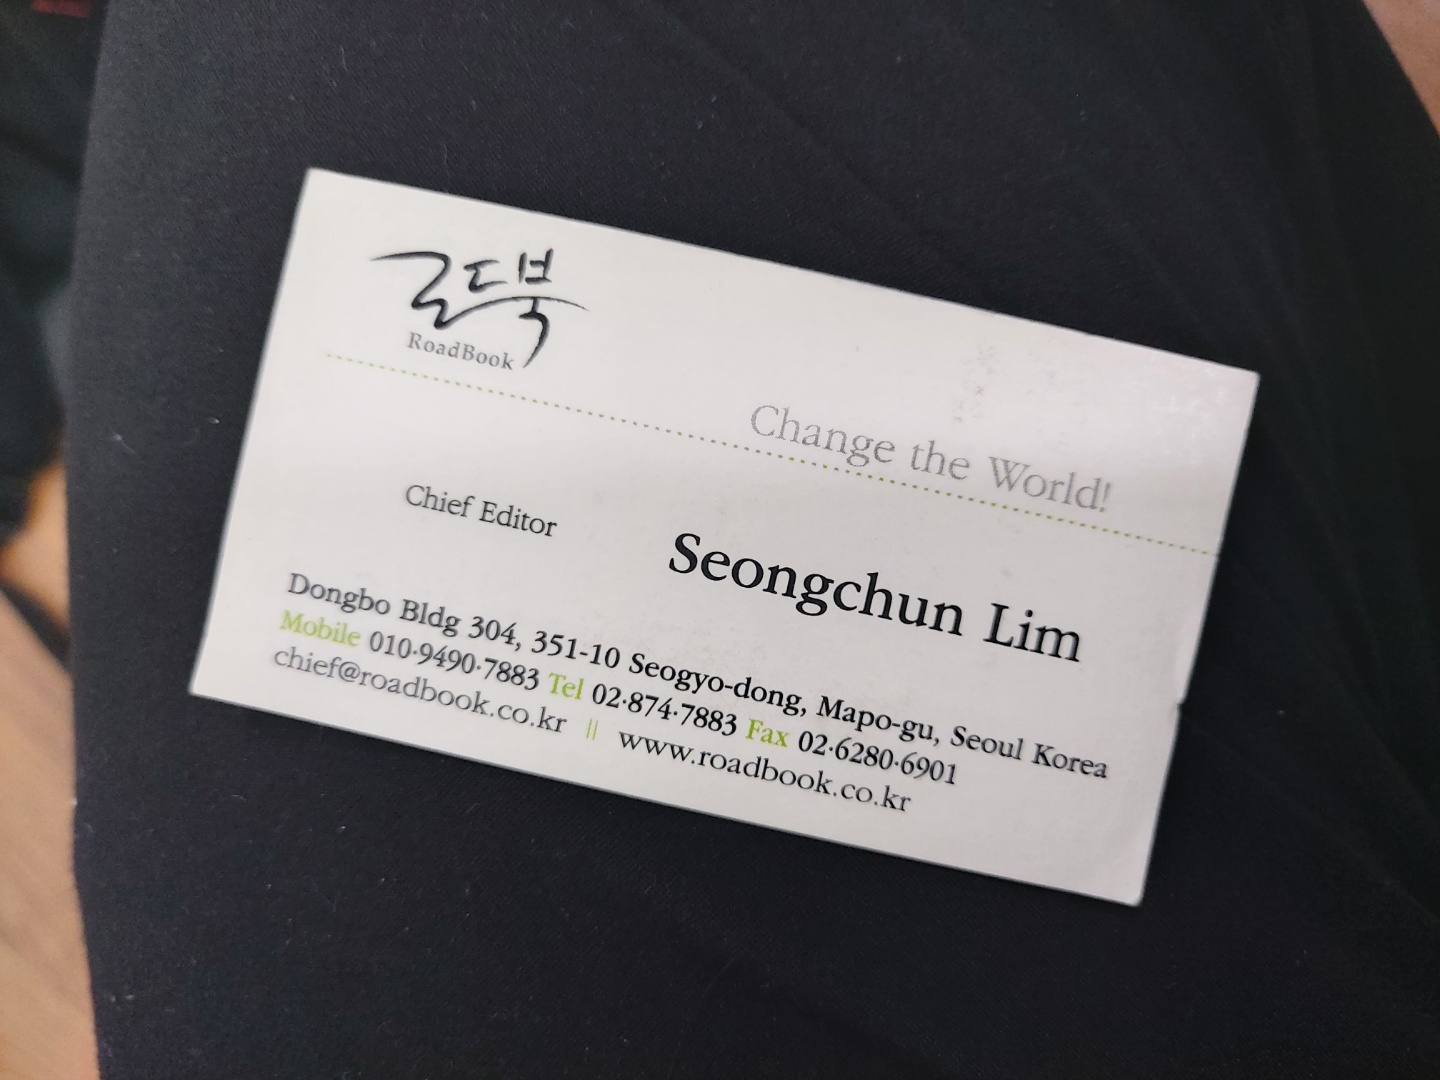 로드북
RoadBook
Change the World!
Chief Editor
Seongchun Lim
Dongbo Bldg 304, 351-10 Seogyo-dong, Mapo-gu, Seoul Korea
Mobile 010·9490·7883 Tel 02·874·7883 Fax 02·6280·6901
chief@roadbook.co.kr || www.roadbook.co.kr